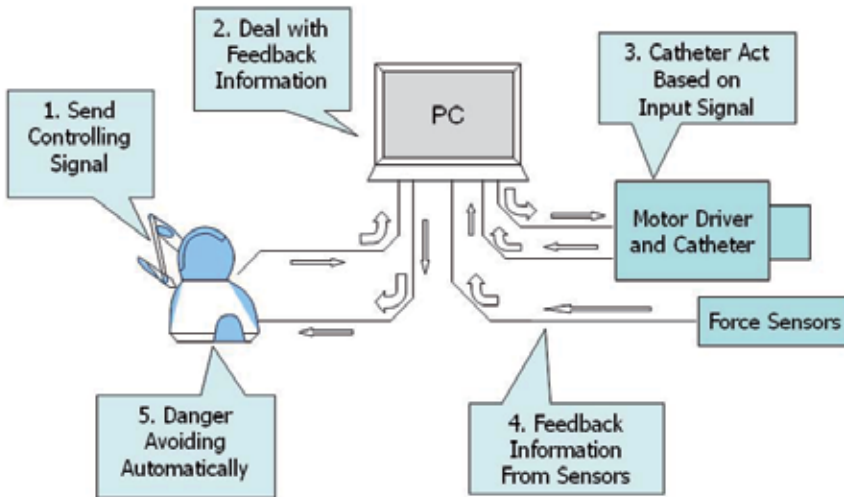 1. Send
Controlling
Signal
2. Deal with
Feedback
Information
PC
3. Catheter Act
Based on
Input Signal
Motor Driver
and Catheter
Force Sensors
4. Feedback
Information
From Sensors
5. Danger
Avoiding
Automatically